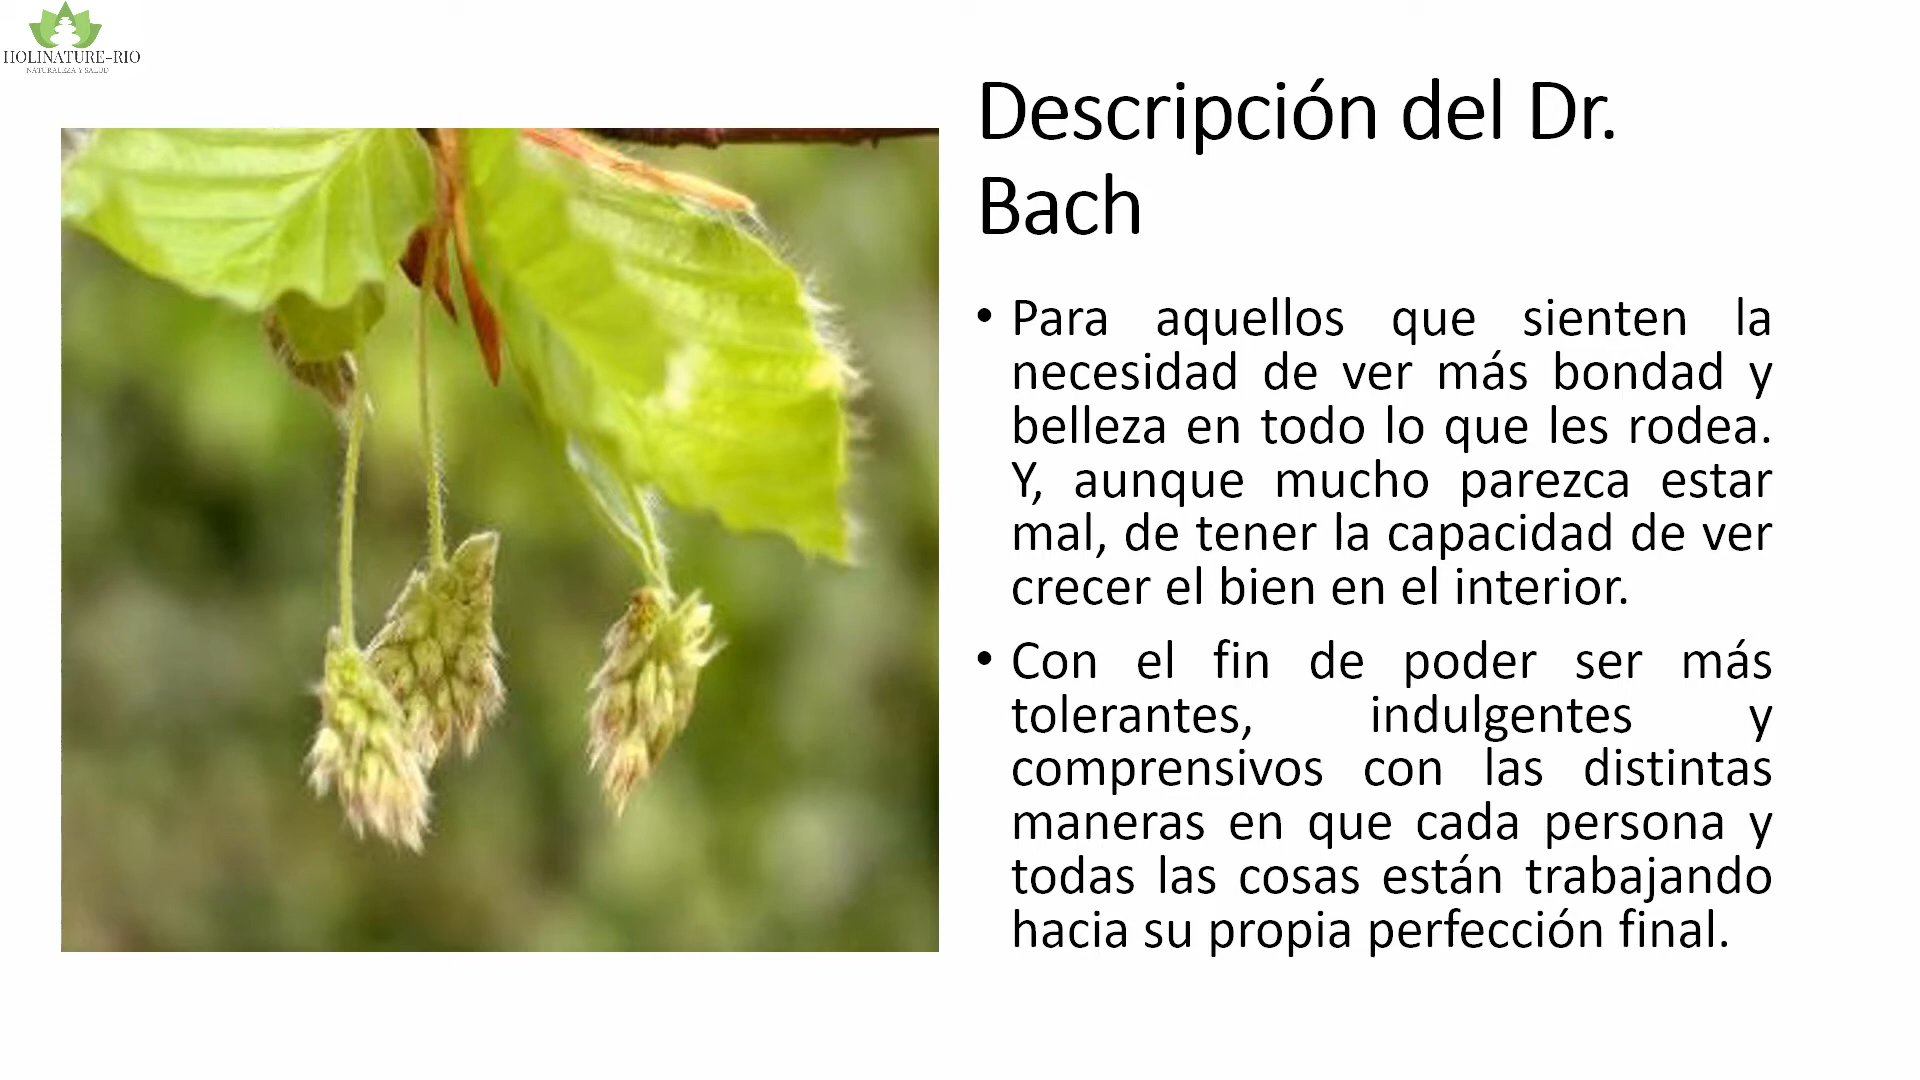 HOLINATURE-RIO
NATURALEZA Y SALUD
Descripción del Dr.
Bach
• Para aquellos que sienten la
necesidad de ver más bondad y
belleza en todo lo que les rodea.
Y, aunque mucho parezca estar
mal, de tener la capacidad de ver
crecer el bien en el interior.
• Con el fin de poder ser más
tolerantes, indulgentes y
comprensivos con las distintas
maneras en que cada persona y
todas las cosas están trabajando
hacia su propia perfección final.